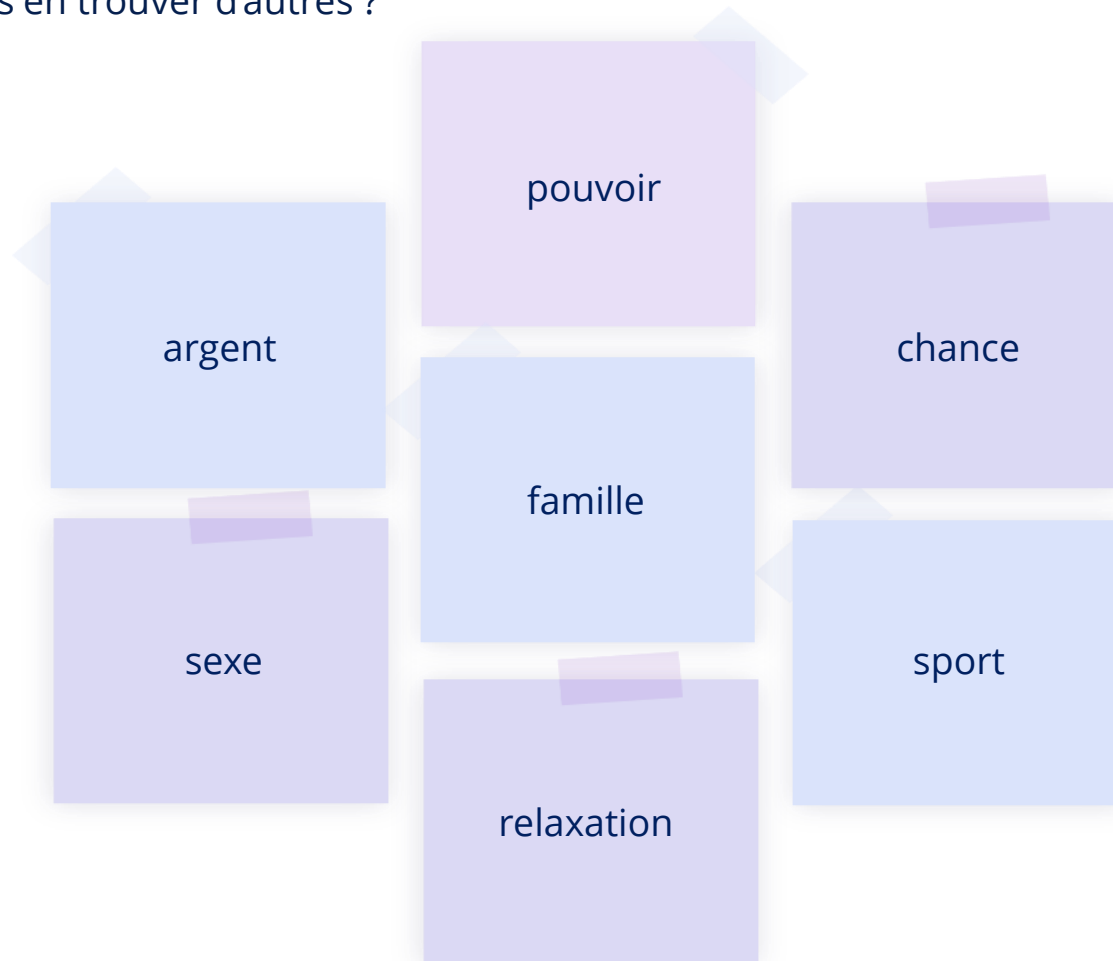 s en trouver d'autres ?
pouvoir
argent
chance
famille
sexe
sport
relaxation